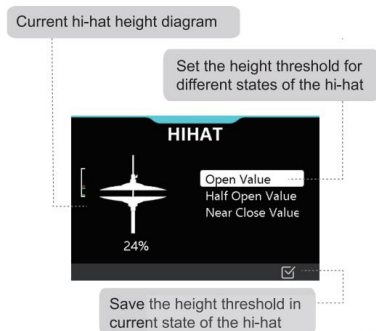 Current hi-hat height diagram
Set the height threshold for
different states of the hi-hat
HIHAT
Open Value
Half Open Value
Near Close Value
24%
Save the height threshold in
current state of the hi-hat